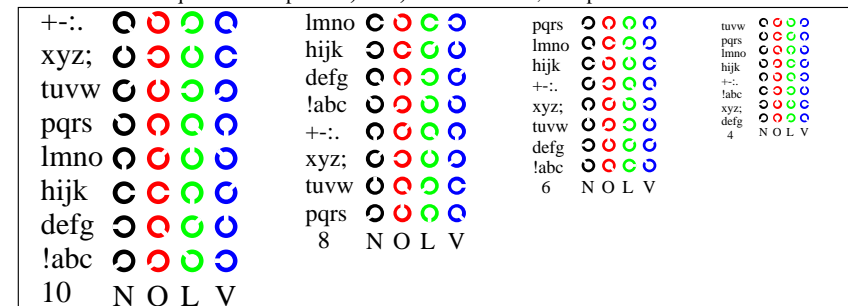 +-:.
xyz;
tuvw
pqrs
lmno
hijk
defg
!abc
10 N O L V
lmno
hijk
defg
!abc
+-:.
xyz;
tuvw
pqrs
8 N O L V
pqrs
lmno
hijk
+-:.
xyz;
tuvw
defg
!abc
6 N O L V
tuvw
pqrs
lmno
hijk
+-:.
!abc
xyz;
defg
4 N O L V